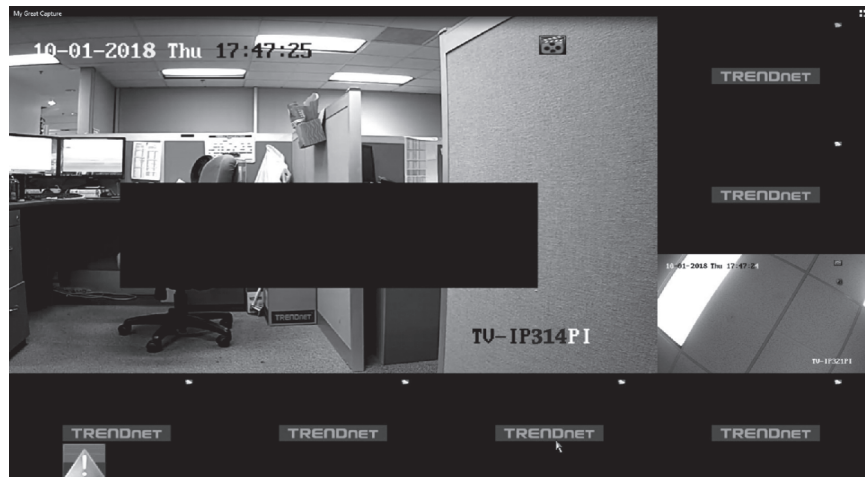 My Great Capture
10-01-2018 Thu 17:47:25
TRENDnet
TRENDnet
10-01-2018 Thu 17:47:24
TV-IP321PI
TRENDnet
TV-IP314PI
TRENDnet
TRENDnet
TRENDnet
TRENDnet